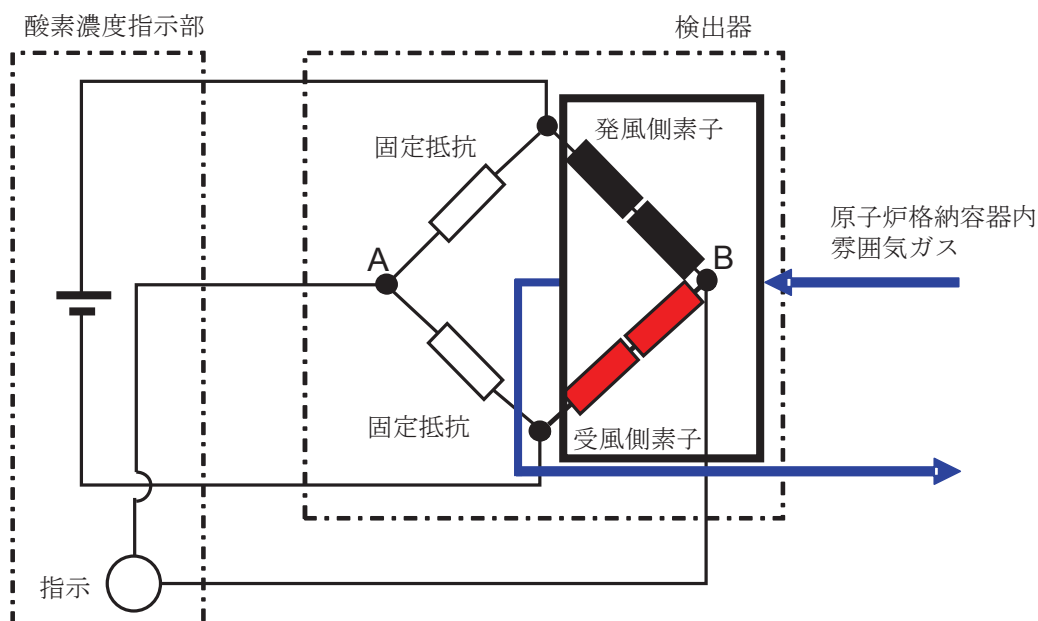 酸素濃度指示部
検出器
固定抵抗
発風側素子
原子炉格納容器内
雰囲気ガス
A
B
固定抵抗
受風側素子
指示